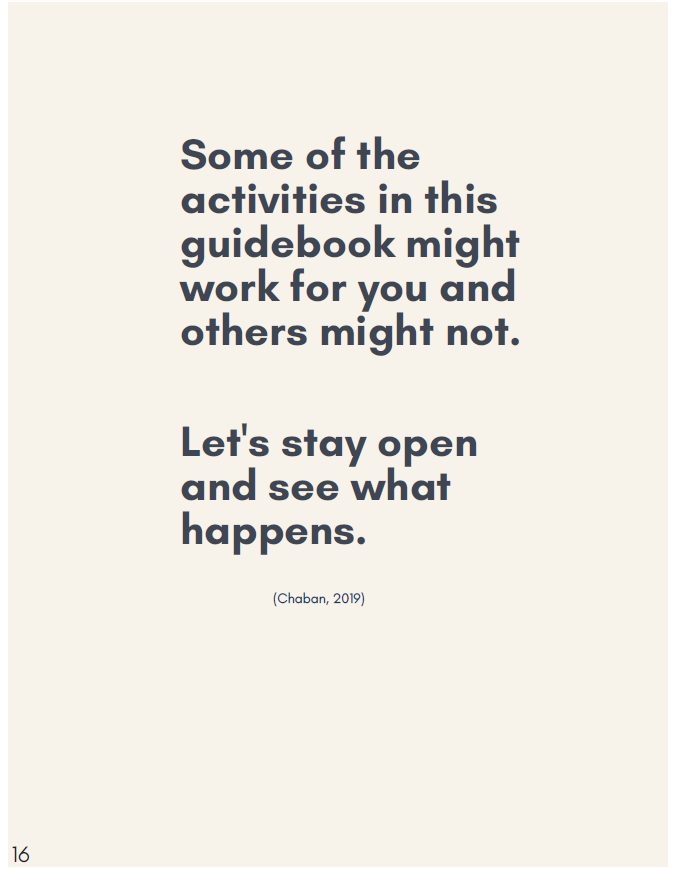 Some of the
activities in this
guidebook might
work for you and
others might not.
Let's stay open
and see what
happens.
(Chaban, 2019)
16